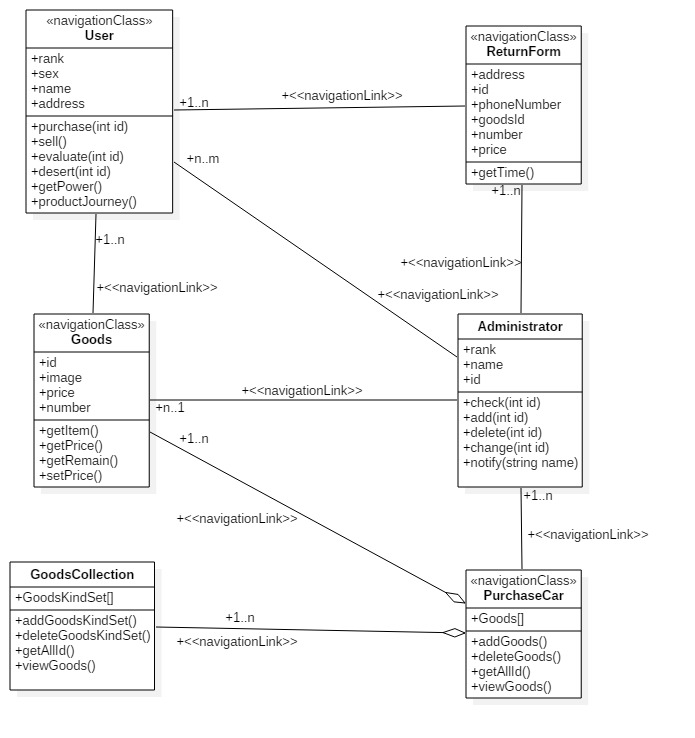 «navigationClass»
User
+rank
+sex
+name
+address
+purchase(int id)
+sell()
+evaluate(int id)
+desert(int id)
+getPower()
+productJourney()
«navigationClass»
ReturnForm
+address
+id
+phoneNumber
+goodsId
+number
+price
+getTime()
+1..n
+<<navigationLink>>
+n..m
+<<navigationLink>>
+1..n
+<<navigationLink>>
+1..n
+<<navigationLink>>
«navigationClass»
Goods
+id
+image
+price
+number
+getItem()
+getPrice()
+getRemain()
+setPrice()
Administrator
+rank
+name
+id
+check(int id)
+add(int id)
+delete(int id)
+change(int id)
+notify(string name)
+<<navigationLink>>
+n..1
+1..n
+<<navigationLink>>
+1..n
+<<navigationLink>>
GoodsCollection
+GoodsKindSet[]
+addGoodsKindSet()
+deleteGoodsKindSet()
+getAllId()
+viewGoods()
+1..n
+<<navigationLink>>
«navigationClass»
PurchaseCar
+Goods[]
+addGoods()
+deleteGoods()
+getAllId()
+viewGoods()